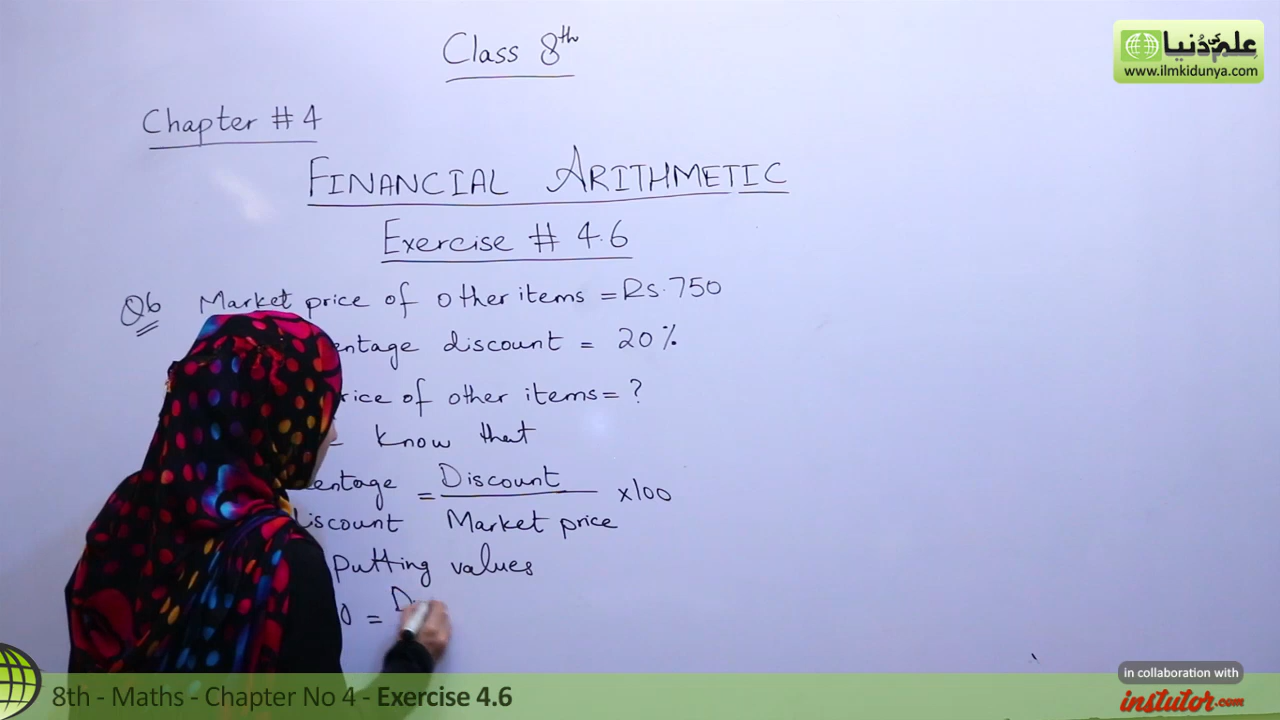 Class 8th
علم کی دنیا
www.ilmkidunya.com
Chapter # 4
FINANCIAL ARITHMETIC
Exercise # 4.6
Q6 Market price of other items = Rs.750
entage discount = 20%
rice of other items = ?
know that
entage = Discount x100
iscount Market price
putting values
0 = D
in collaboration with
instutor.com
8th - Maths - Chapter No 4 - Exercise 4.6